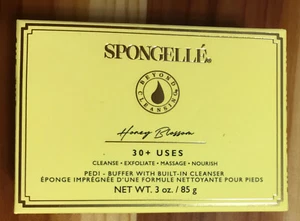 SPONGELLÉ®
BEYOND CLEANSING
Honey Blossom
30+ USES
CLEANSE • EXFOLIATE • MASSAGE • NOURISH
PEDI - BUFFER WITH BUILT-IN CLEANSER
ÉPONGE IMPRÉGNÉE D'UNE FORMULE NETTOYANTE POUR PIEDS
NET WT. 3 oz. / 85 g